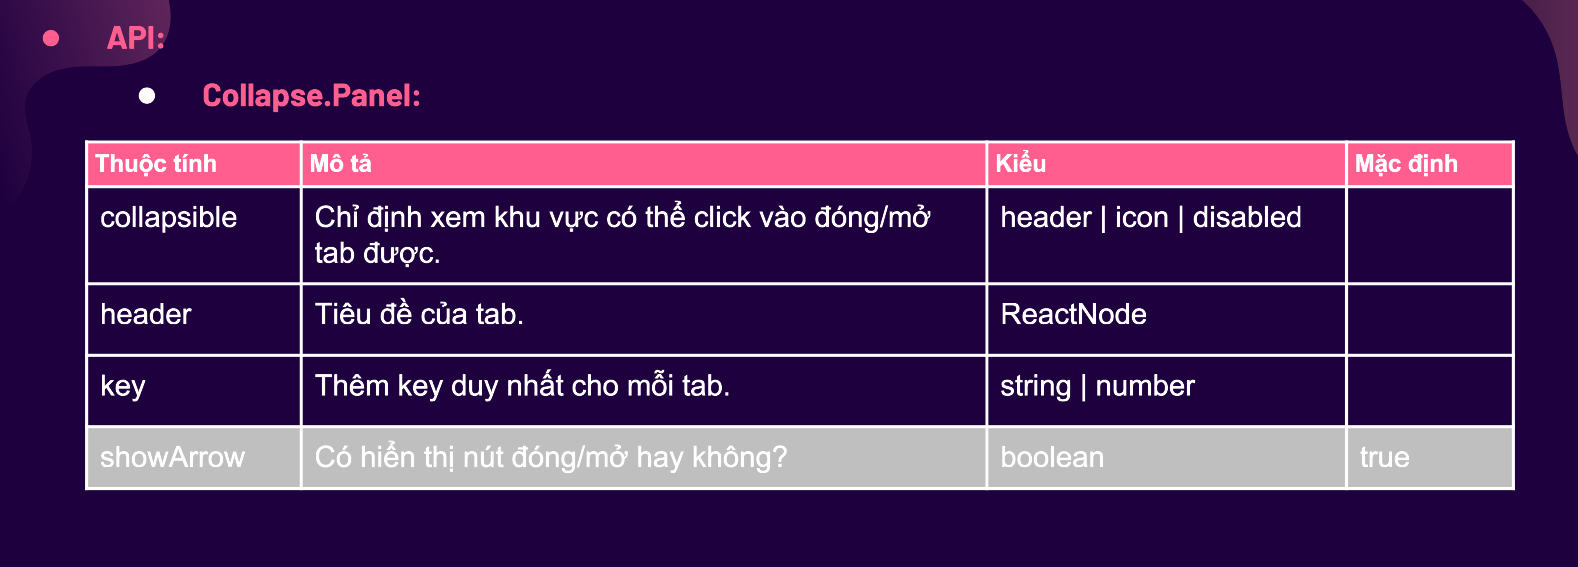 API:
Collapse.Panel:
Thuộc tính Mô tả Kiểu Mặc định
collapsible Chỉ định xem khu vực có thể click vào đóng/mở header | icon | disabled
tab được.
header Tiêu đề của tab. ReactNode
key Thêm key duy nhất cho mỗi tab. string | number
showArrow Có hiển thị nút đóng/mở hay không? boolean true